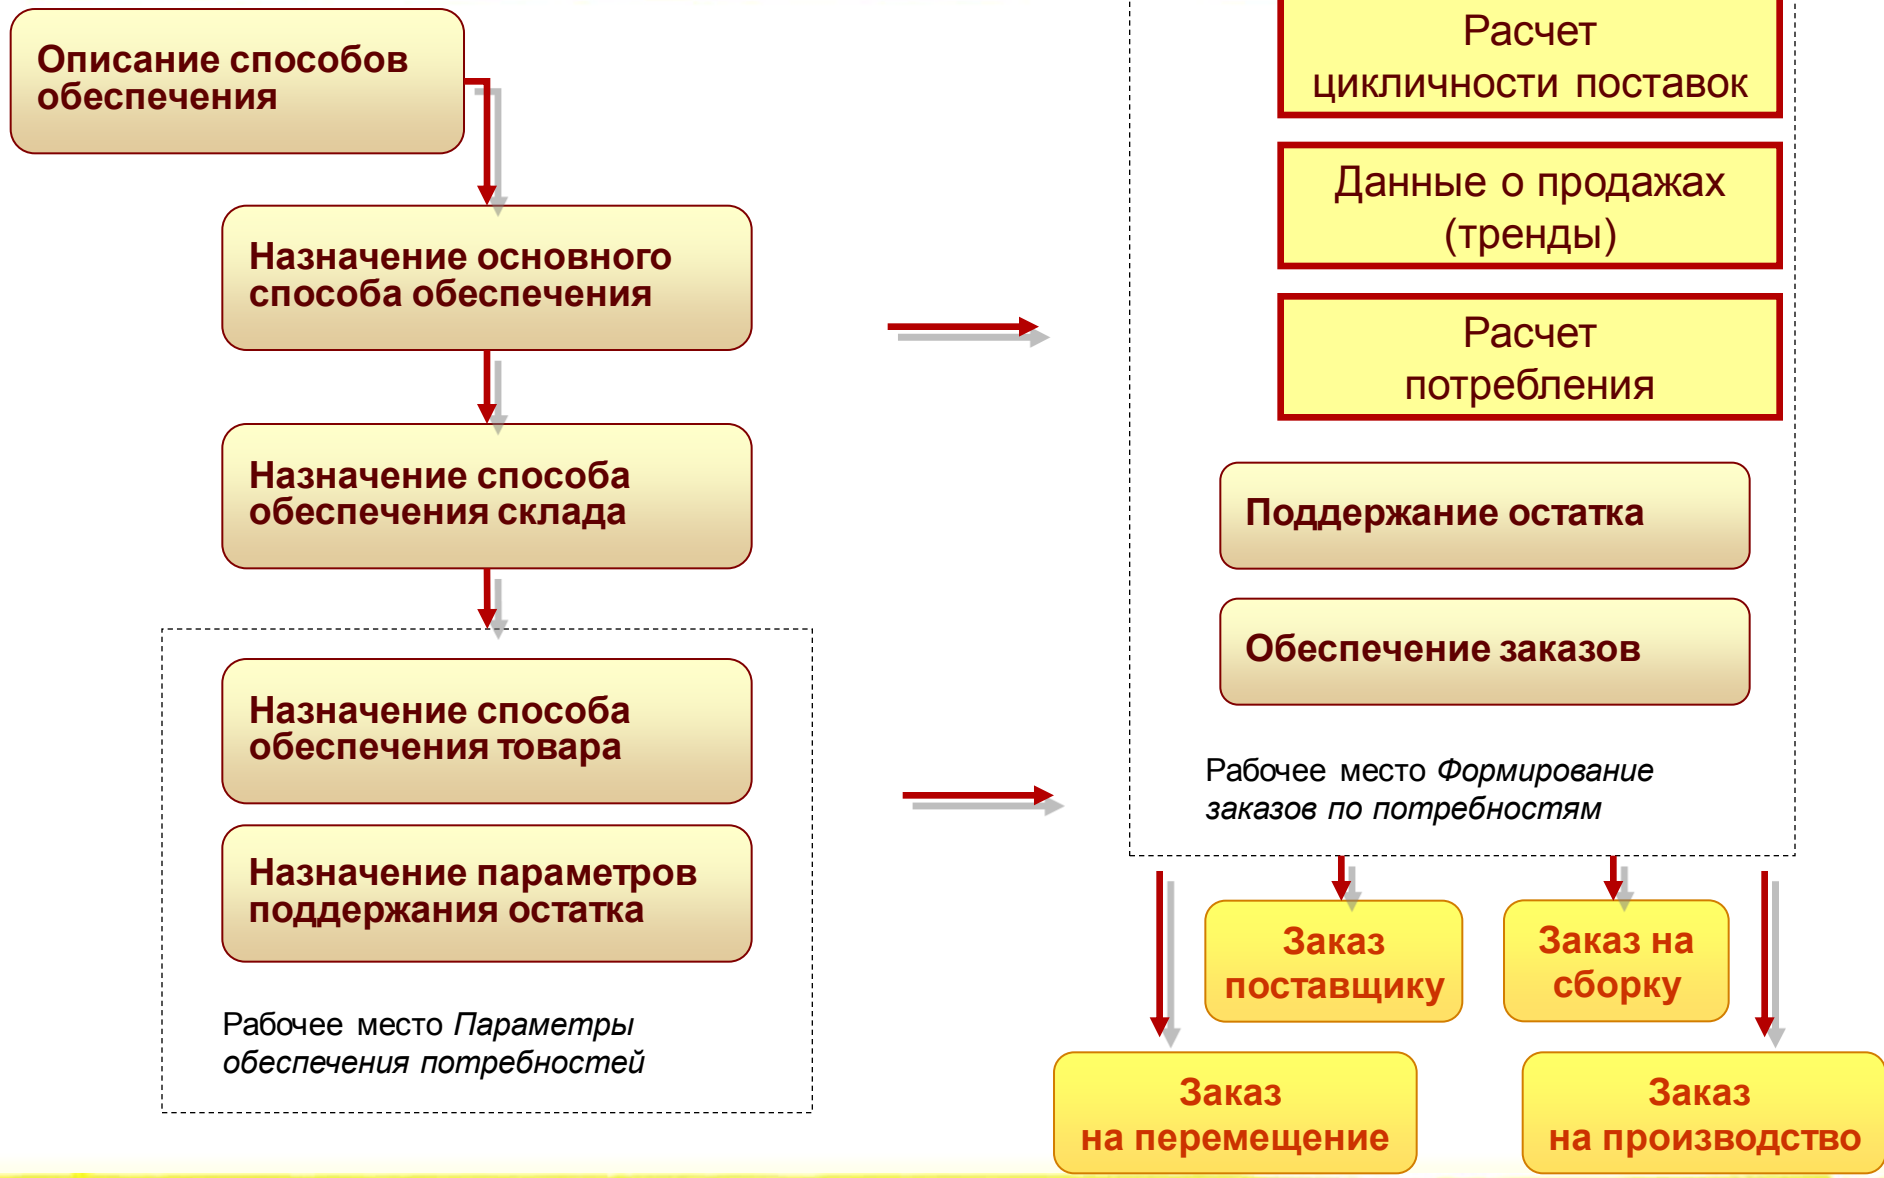 Описание способов
обеспечения
Назначение основного
способа обеспечения
Назначение способа
обеспечения склада
Назначение способа
обеспечения товара
Назначение параметров
поддержания остатка
Рабочее место Параметры
обеспечения потребностей
Расчет
цикличности поставок
Данные о продажах
(тренды)
Расчет
потребления
Поддержание остатка
Обеспечение заказов
Рабочее место Формирование
заказов по потребностям
Заказ
поставщику
Заказ на
сборку
Заказ
на перемещение
Заказ
на производство